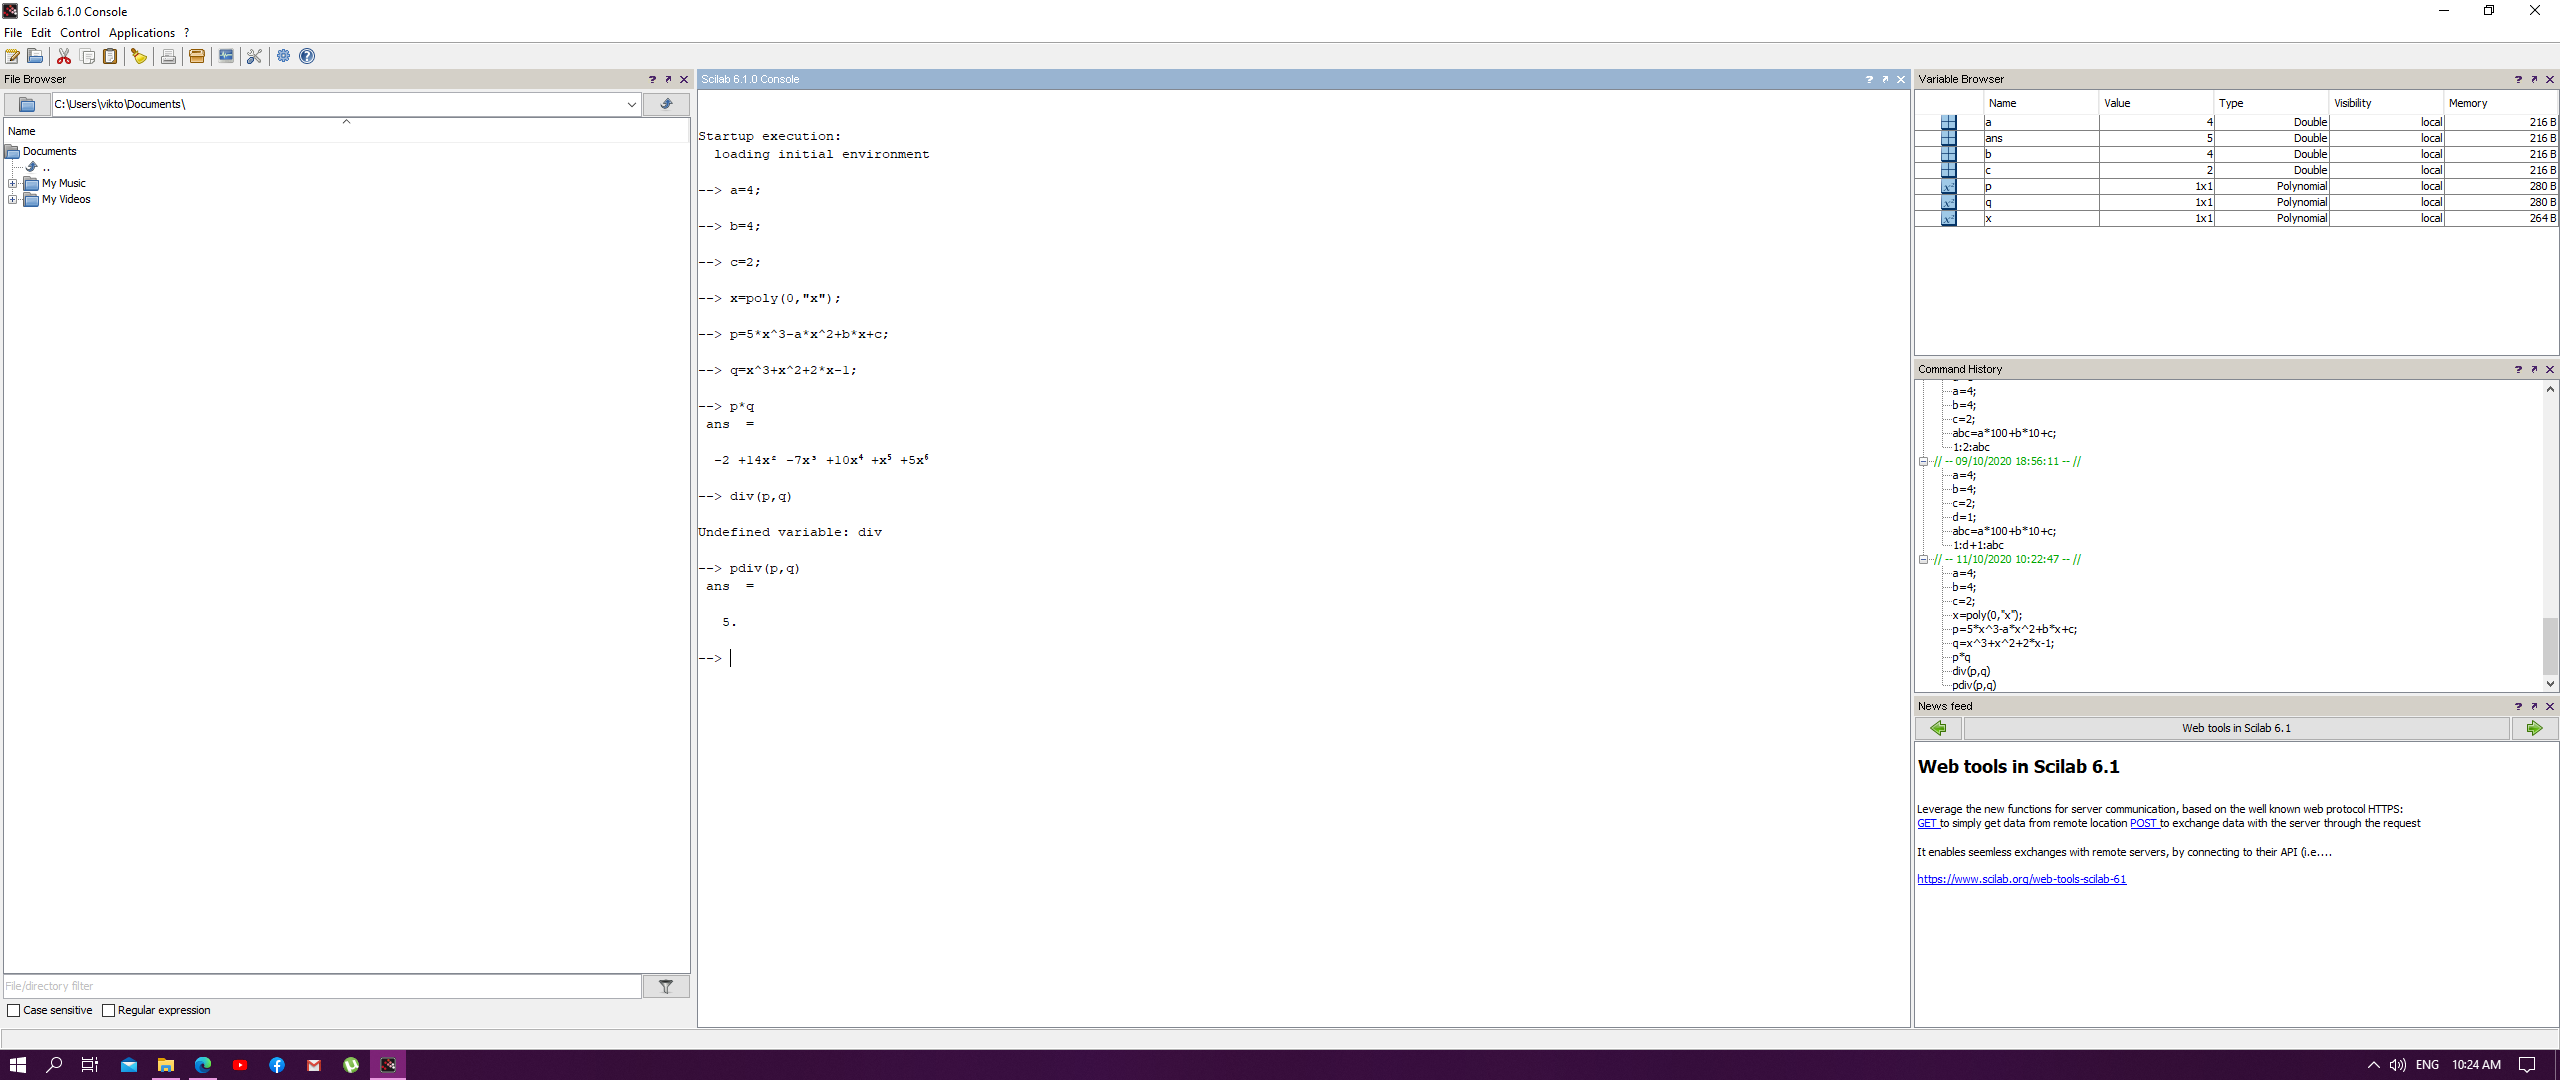 Scilab 6.1.0 Console
File Edit Control Applications ?
File Browser
C:\Users\vikto\Documents\
Name
Documents
..
My Music
My Videos
File/directory filter
Case sensitive Regular expression
Scilab 6.1.0 Console
Startup execution:
loading initial environment
--> a=4;
--> b=4;
--> c=2;
--> x=poly(0,"x");
--> p=5*x^3-a*x^2+b*x+c;
--> q=x^3+x^2+2*x-1;
--> p*q
ans =
-2 +14x² -7x³ +10x⁴ +x⁵ +5x⁶
--> div(p,q)
Undefined variable: div
--> pdiv(p,q)
ans =
5.
-->
Variable Browser
Name Value Type Visibility Memory
a 4 Double local 216 B
ans 5 Double local 216 B
b 4 Double local 216 B
c 2 Double local 216 B
p 1x1 Polynomial local 280 B
q 1x1 Polynomial local 280 B
x 1x1 Polynomial local 264 B
Command History
a=4;
b=4;
c=2;
abc=a*100+b*10+c;
1:2:abc
// -- 09/10/2020 18:56:11 -- //
a=4;
b=4;
c=2;
d=1;
abc=a*100+b*10+c;
1:d+1:abc
// -- 11/10/2020 10:22:47 -- //
a=4;
b=4;
c=2;
x=poly(0,"x");
p=5*x^3-a*x^2+b*x+c;
q=x^3+x^2+2*x-1;
p*q
div(p,q)
pdiv(p,q)
News feed
Web tools in Scilab 6.1
Web tools in Scilab 6.1
Leverage the new functions for server communication, based on the well known web protocol HTTPS:
GET to simply get data from remote location POST to exchange data with the server through the request
It enables seemless exchanges with remote servers, by connecting to their API (i.e....
https://www.scilab.org/web-tools-scilab-61
ENG 10:24 AM